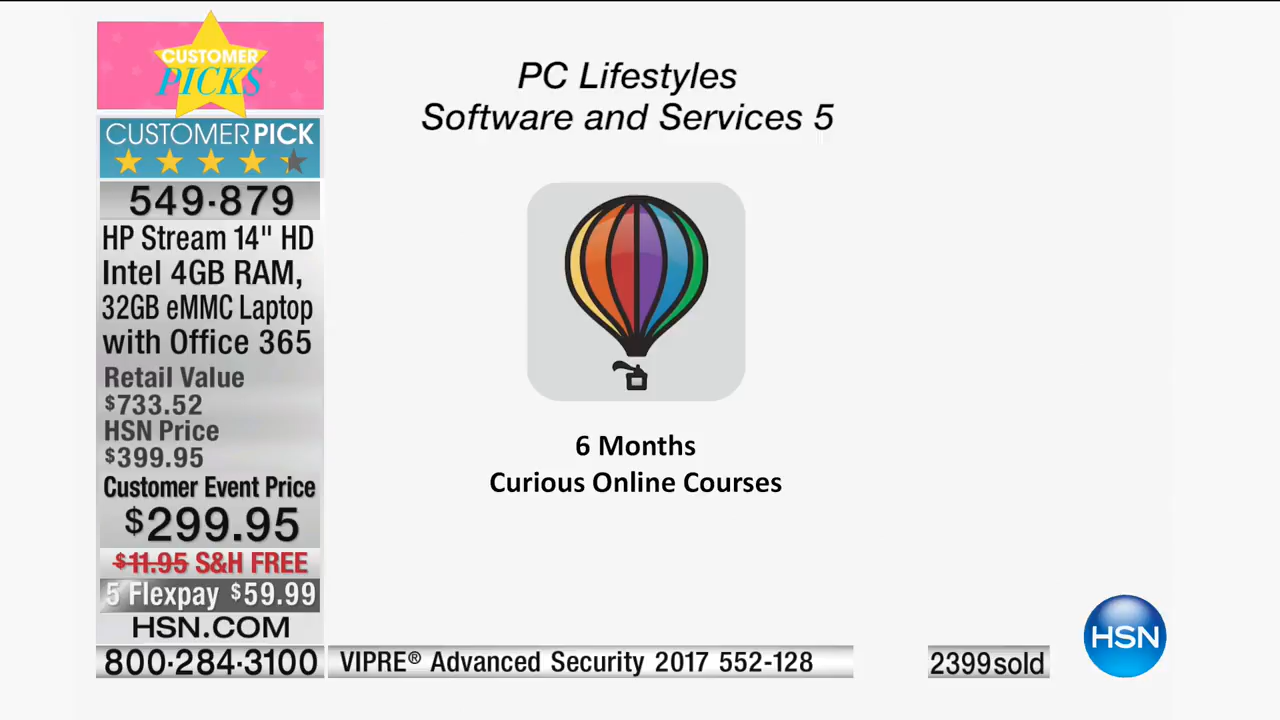 CUSTOMER
PICKS
CUSTOMER PICK
549·879
HP Stream 14" HD
Intel 4GB RAM,
32GB eMMC Laptop
with Office 365
Retail Value
$733.52
HSN Price
$399.95
Customer Event Price
$299.95
$11.95 S&H FREE
5 Flexpay $59.99
HSN.COM
800·284·3100
PC Lifestyles
Software and Services 5
6 Months
Curious Online Courses
VIPRE® Advanced Security 2017 552-128
2399 sold
HSN